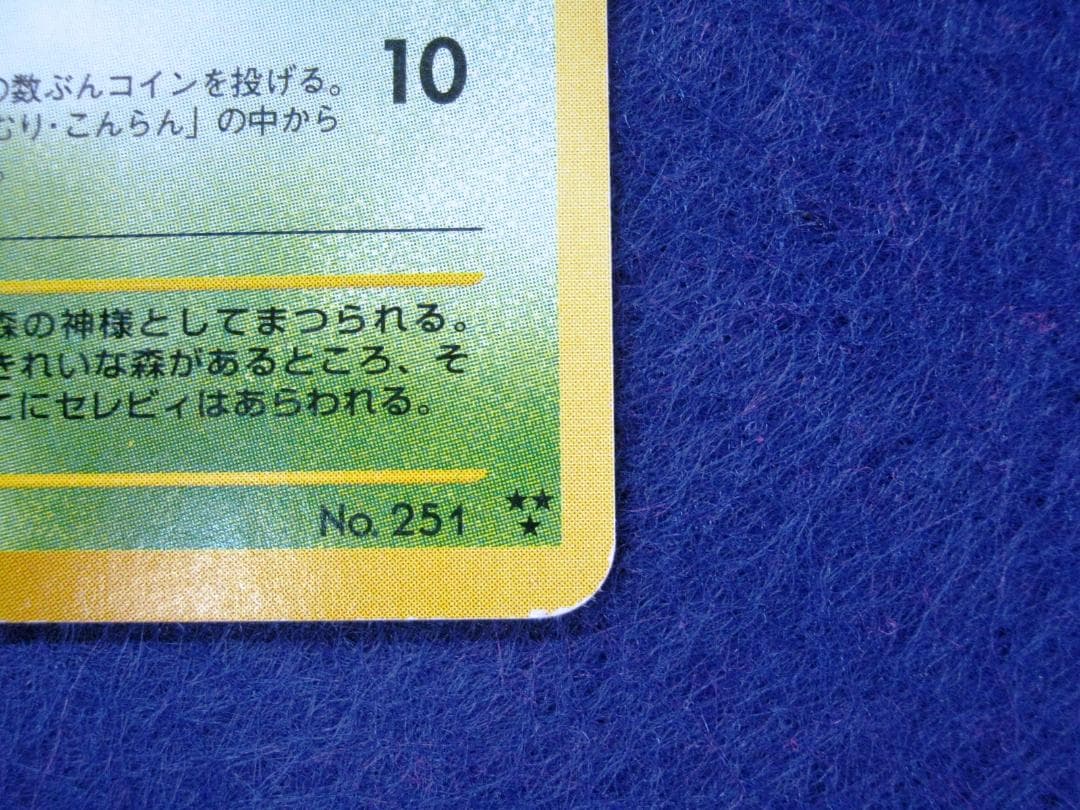 の数ぶんコインを投げる。 10
むり・こんらん」の中から
。
森の神様としてまつられる。
きれいな森があるところ、そ
こにセレビィはあらわれる。
No. 251 ★★★